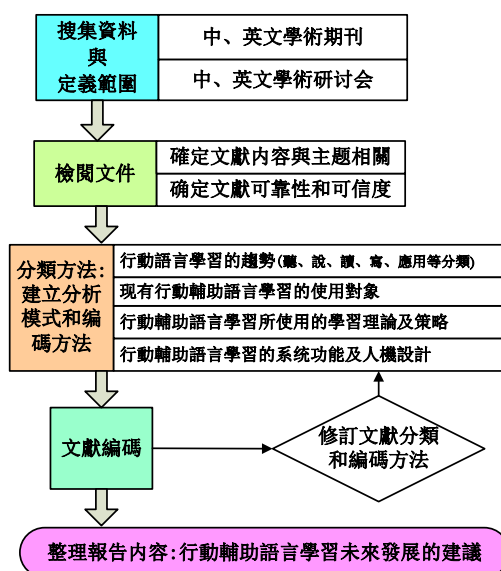 搜集資料
與
定義範圍
中、英文學術期刊
中、英文學術研讨会
檢閱文件
確定文獻内容與主題相關
确定文獻可靠性和可信度
分類方法:
建立分析
模式和编
碼方法
行動語言學習的趨勢(聽、說、讀、寫、應用等分類)
现有行動輔助語言學習的使用對象
行動輔助語言學習所使用的學習理論及策略
行動輔助語言學習的系统功能及人機設計
文獻编碼
修訂文獻分類
和編碼方法
整理報告内容:行動輔助語言學習未來發展的建議